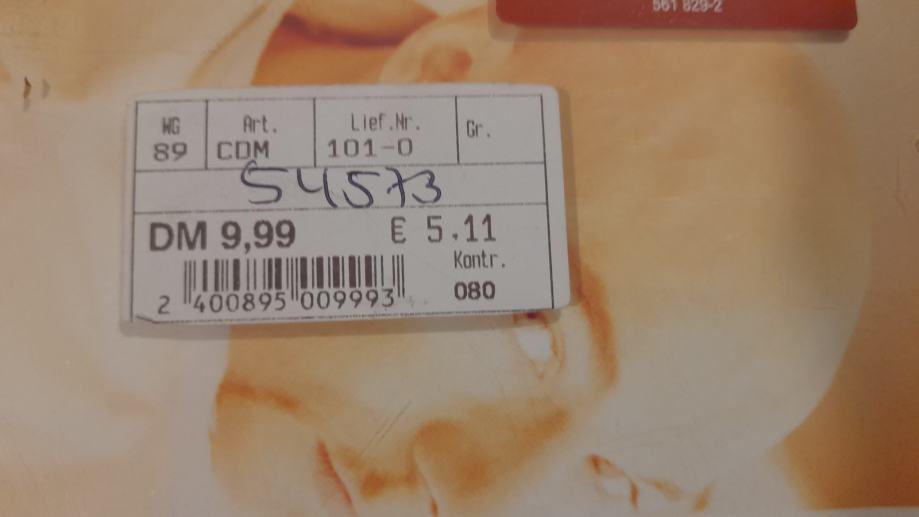 561 829-2
WG Art. Lief.Nr. Gr.
89 CDM 101-0
54573
DM 9,99 € 5.11
Kontr.
080
2 400895 009993